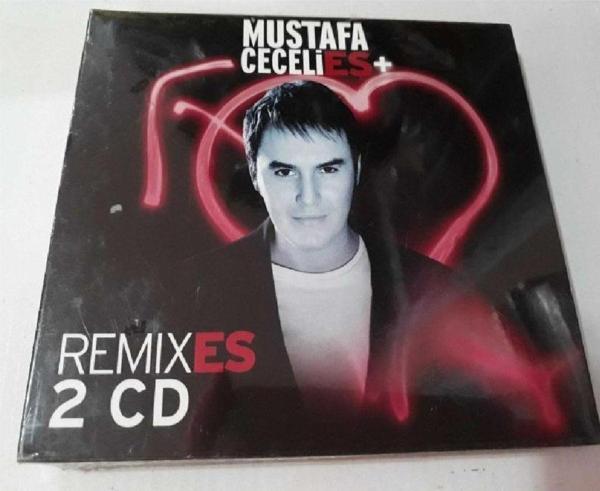 MUSTAFA
CECELİ ES+
REMIXES
2 CD